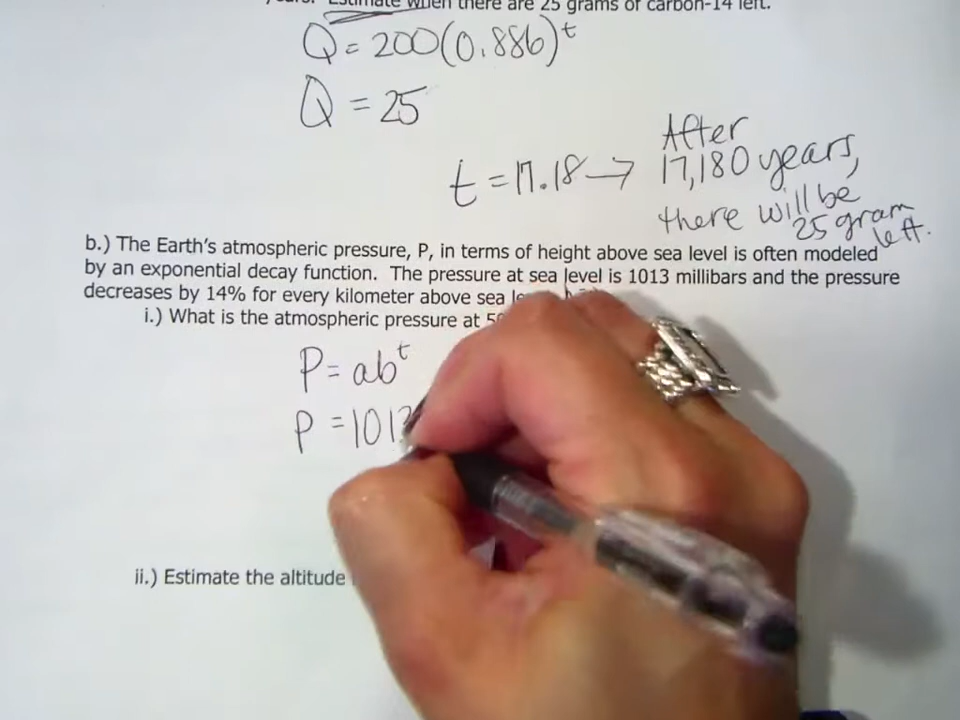 Estimate when there are 25 grams of carbon-14 left.
Q = 200(0.886)^t
Q = 25
t = 17.18 → After 17,180 years, there will be 25 gram left.
b.) The Earth's atmospheric pressure, P, in terms of height above sea level is often modeled
by an exponential decay function. The pressure at sea level is 1013 millibars and the pressure
decreases by 14% for every kilometer above sea
i.) What is the atmospheric pressure at
P = ab^t
P = 1013
ii.) Estimate the altitude